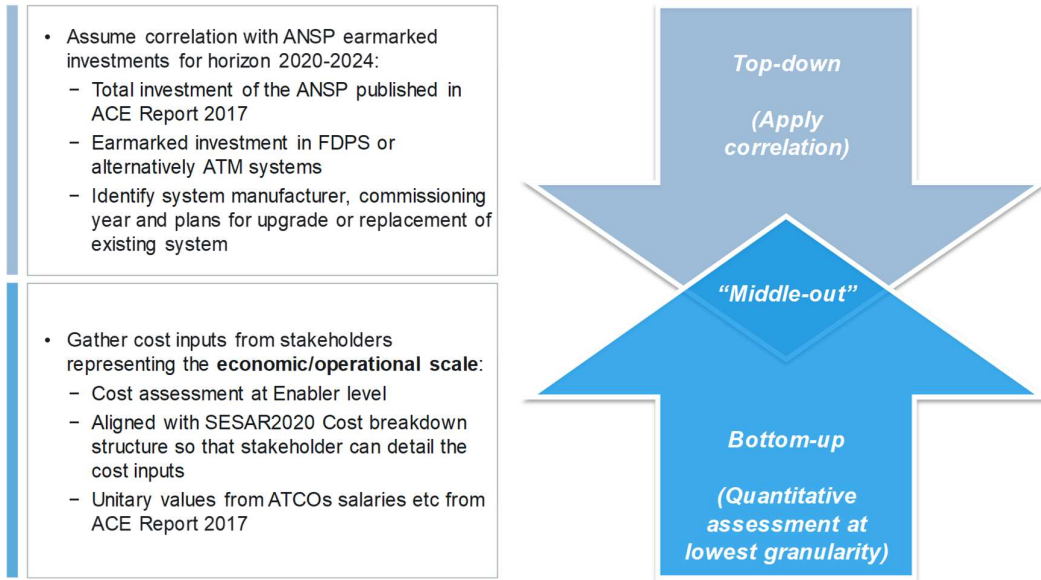 • Assume correlation with ANSP earmarked
investments for horizon 2020-2024:
− Total investment of the ANSP published in
ACE Report 2017
− Earmarked investment in FDPS or
alternatively ATM systems
− Identify system manufacturer, commissioning
year and plans for upgrade or replacement of
existing system
• Gather cost inputs from stakeholders
representing the economic/operational scale:
− Cost assessment at Enabler level
− Aligned with SESAR2020 Cost breakdown
structure so that stakeholder can detail the
cost inputs
− Unitary values from ATCOs salaries etc from
ACE Report 2017
Top-down
(Apply
correlation)
“Middle-out”
Bottom-up
(Quantitative
assessment at
lowest granularity)